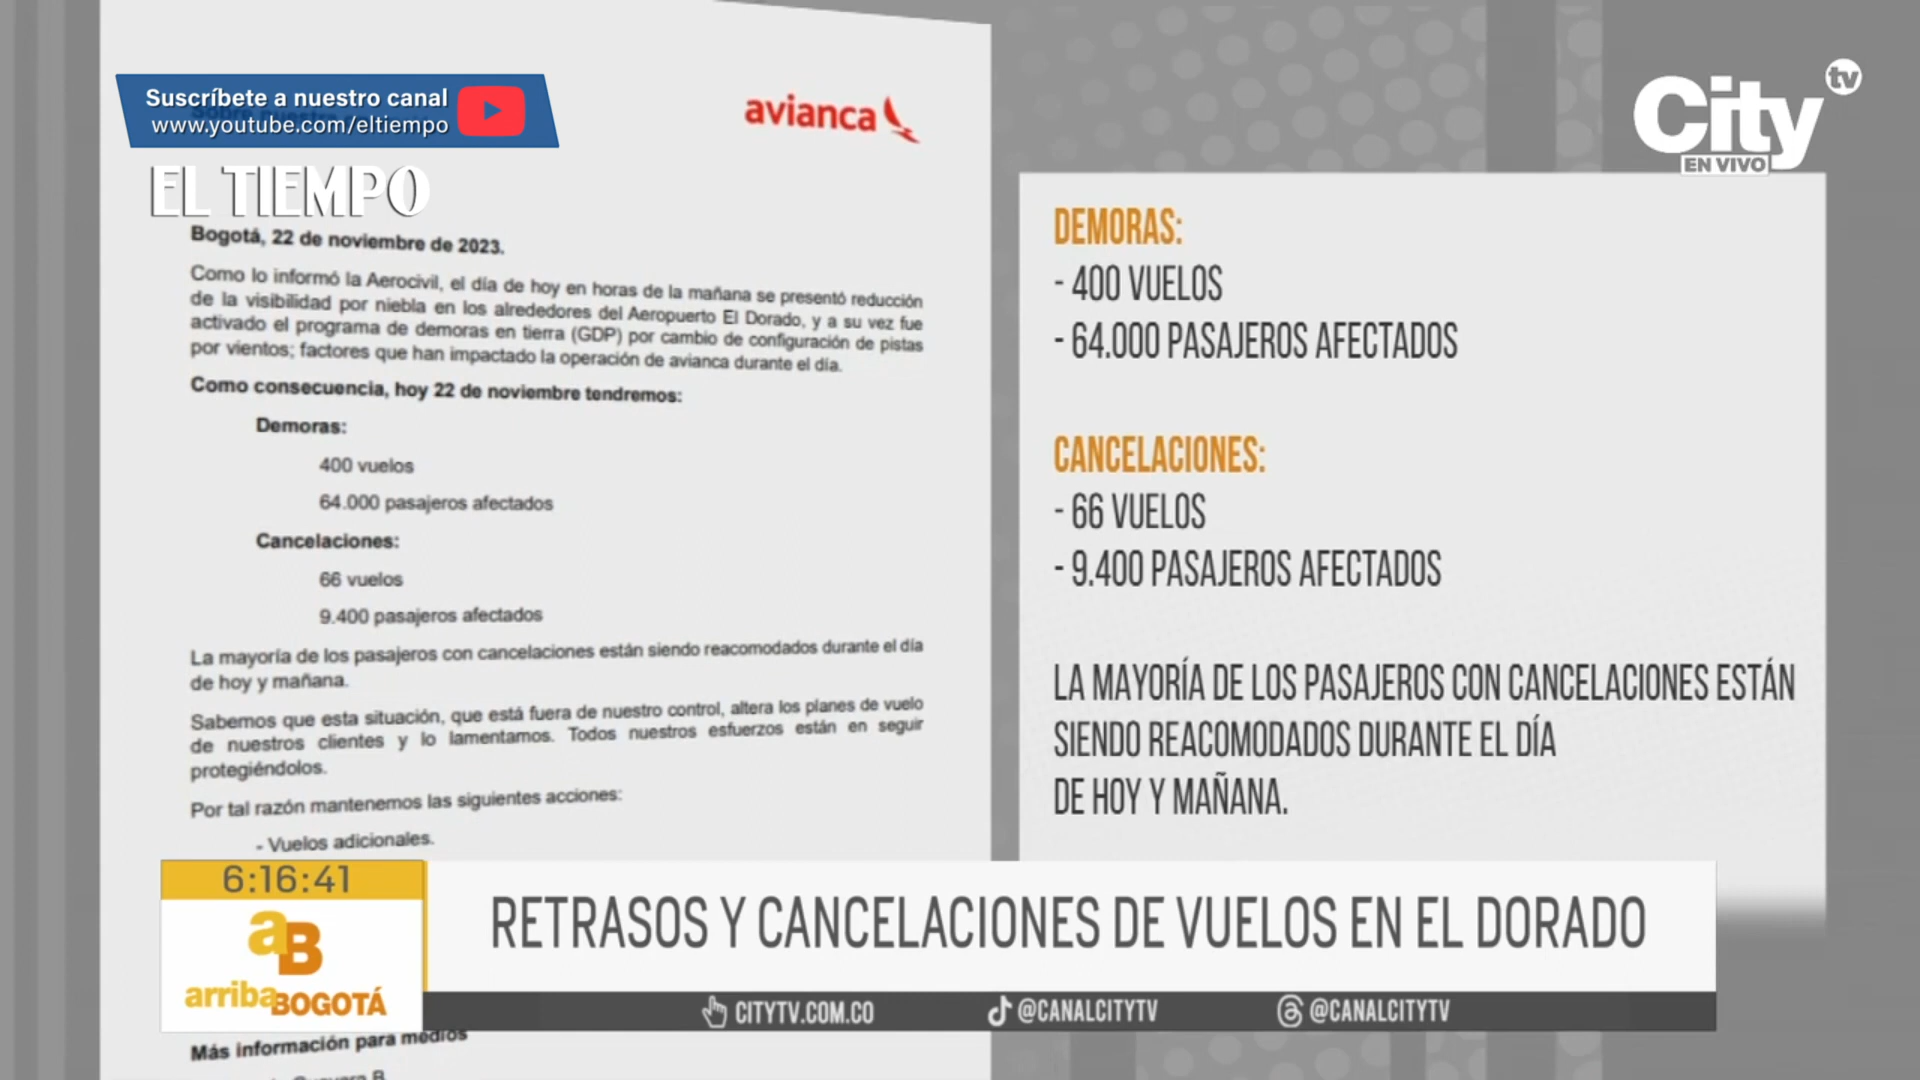 Suscríbete a nuestro canal
www.youtube.com/eltiempo
EL TIEMPO
avianca
City tv
EN VIVO
Bogotá, 22 de noviembre de 2023.
Como lo informó la Aerocivil, el día de hoy en horas de la mañana se presentó reducción
de la visibilidad por niebla en los alrededores del Aeropuerto El Dorado, y a su vez fue
activado el programa de demoras en tierra (GDP) por cambio de configuración de pistas
por vientos; factores que han impactado la operación de avianca durante el día.
Como consecuencia, hoy 22 de noviembre tendremos:
Demoras:
400 vuelos
64.000 pasajeros afectados
Cancelaciones:
66 vuelos
9.400 pasajeros afectados
La mayoría de los pasajeros con cancelaciones están siendo reacomodados durante el día
de hoy y mañana.
Sabemos que esta situación, que está fuera de nuestro control, altera los planes de vuelo
de nuestros clientes y lo lamentamos. Todos nuestros esfuerzos están en seguir
protegiéndolos.
Por tal razón mantenemos las siguientes acciones:
- Vuelos adicionales.
DEMORAS:
- 400 VUELOS
- 64.000 PASAJEROS AFECTADOS
CANCELACIONES:
- 66 VUELOS
- 9.400 PASAJEROS AFECTADOS
LA MAYORÍA DE LOS PASAJEROS CON CANCELACIONES ESTÁN
SIENDO REACOMODADOS DURANTE EL DÍA
DE HOY Y MAÑANA.
6:16:41
aB
arriba BOGOTÁ
RETRASOS Y CANCELACIONES DE VUELOS EN EL DORADO
CITYTV.COM.CO
@CANALCITYTV
@CANALCITYTV
Más información para medios